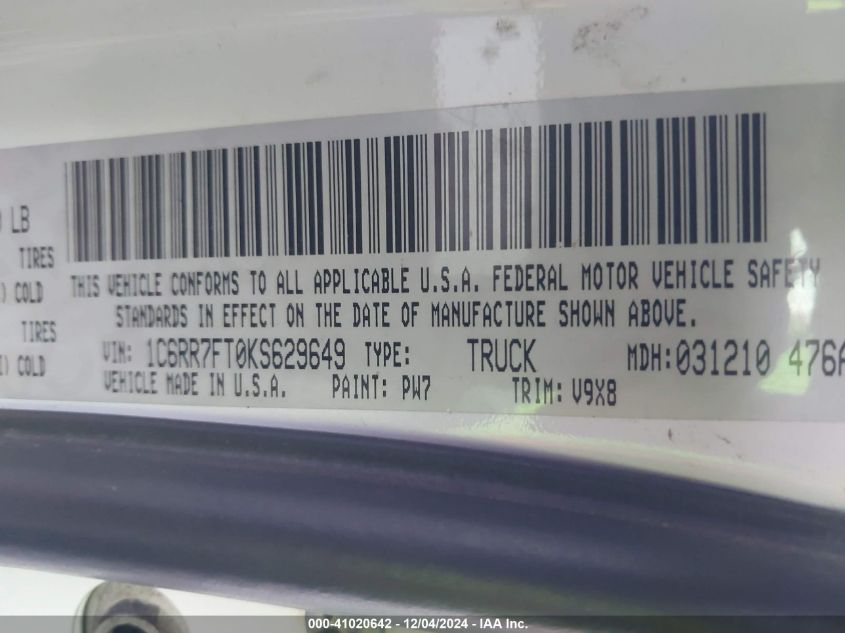 LB
TIRES
COLD
TIRES
COLD
THIS VEHICLE CONFORMS TO ALL APPLICABLE U.S.A. FEDERAL MOTOR VEHICLE SAFETY
STANDARDS IN EFFECT ON THE DATE OF MANUFACTURE SHOWN ABOVE.
VIN: 1C6RR7FT0KS629649 TYPE: TRUCK MDH:031210 476A
VEHICLE MADE IN U.S.A. PAINT: PW7 TRIM: V9X8
000-41020642 - 12/04/2024 - IAA Inc.